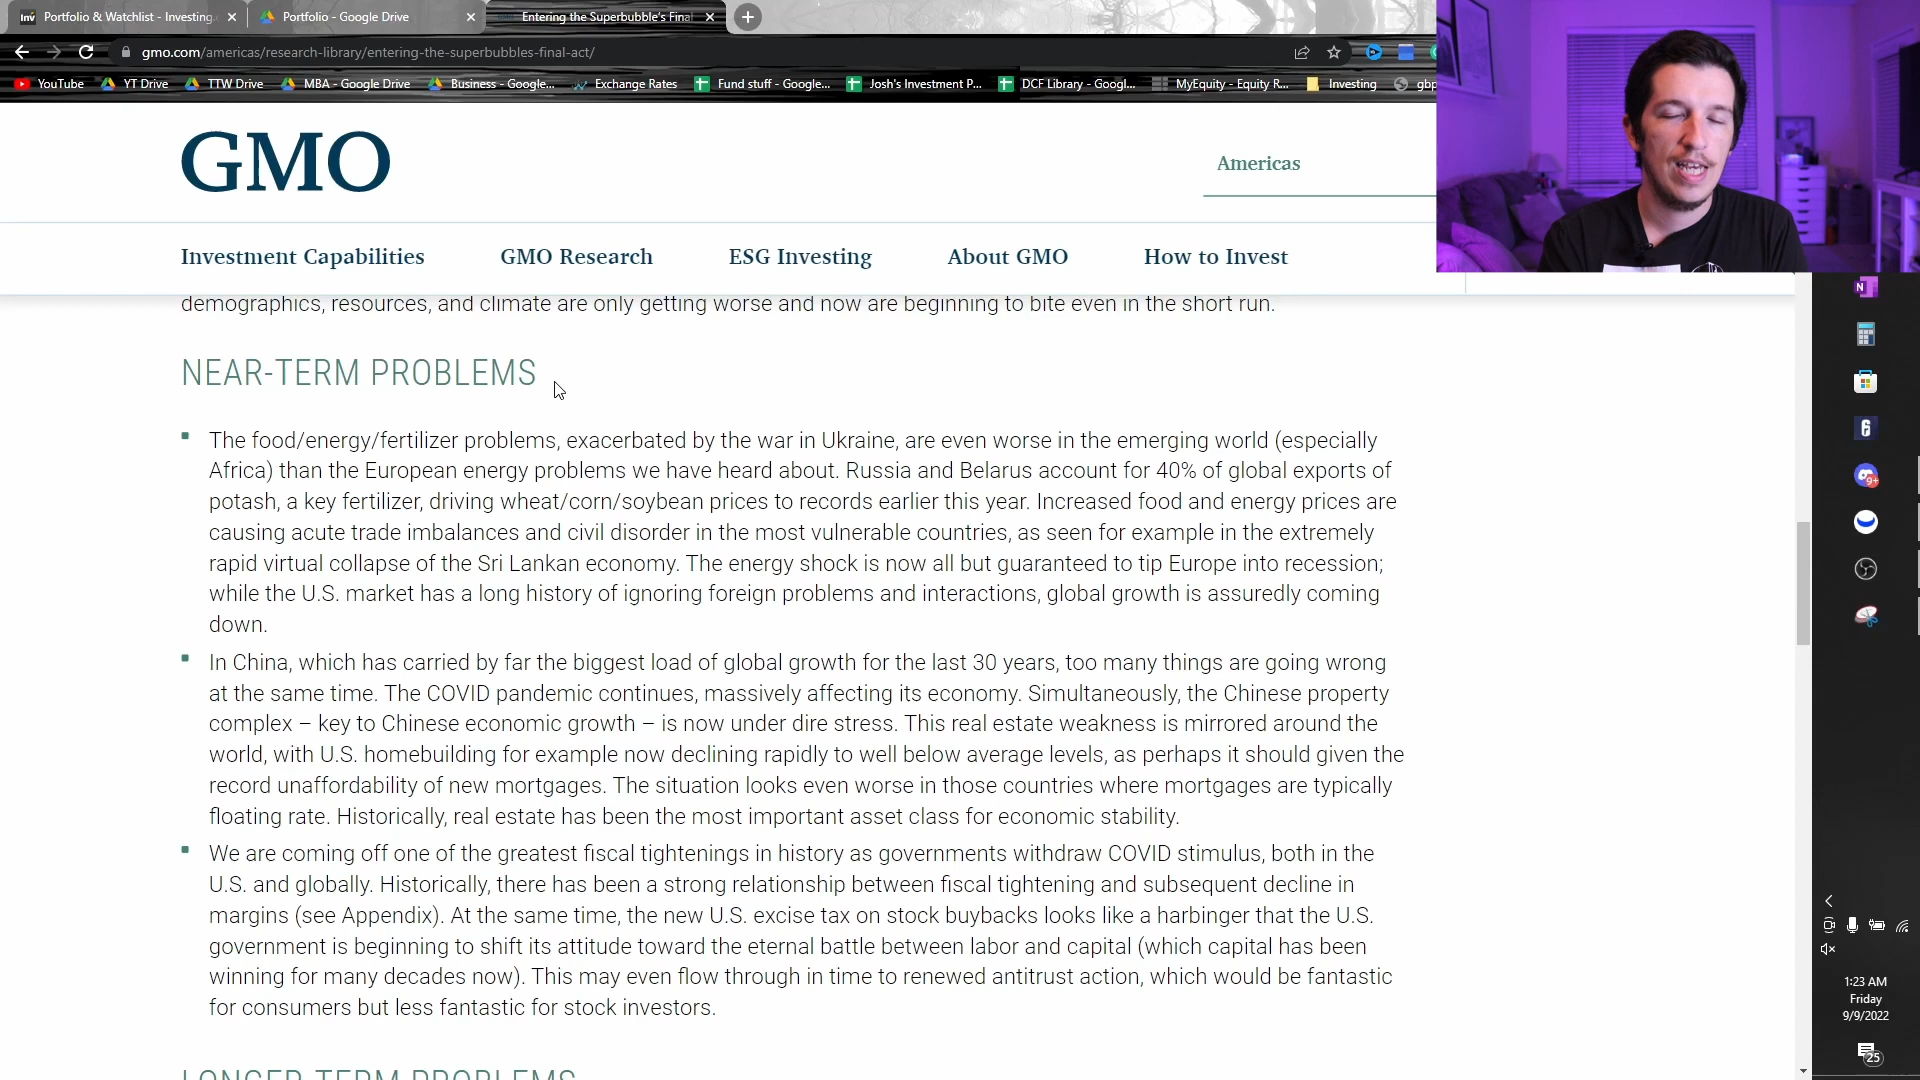 Portfolio & Watchlist - Investing.
Portfolio - Google Drive
Entering the Superbubble's Final
gmo.com/americas/research-library/entering-the-superbubbles-final-act/
YouTube
YT Drive
TTW Drive
MBA - Google Drive
Business - Google...
Exchange Rates
Fund stuff - Google...
Josh's Investment P...
DCF Library - Googl...
MyEquity - Equity R...
Investing
gbp
GMO
Americas
Investment Capabilities
GMO Research
ESG Investing
About GMO
How to Invest
demographics, resources, and climate are only getting worse and now are beginning to bite even in the short run.
NEAR-TERM PROBLEMS
The food/energy/fertilizer problems, exacerbated by the war in Ukraine, are even worse in the emerging world (especially
Africa) than the European energy problems we have heard about. Russia and Belarus account for 40% of global exports of
potash, a key fertilizer, driving wheat/corn/soybean prices to records earlier this year. Increased food and energy prices are
causing acute trade imbalances and civil disorder in the most vulnerable countries, as seen for example in the extremely
rapid virtual collapse of the Sri Lankan economy. The energy shock is now all but guaranteed to tip Europe into recession;
while the U.S. market has a long history of ignoring foreign problems and interactions, global growth is assuredly coming
down.
In China, which has carried by far the biggest load of global growth for the last 30 years, too many things are going wrong
at the same time. The COVID pandemic continues, massively affecting its economy. Simultaneously, the Chinese property
complex – key to Chinese economic growth – is now under dire stress. This real estate weakness is mirrored around the
world, with U.S. homebuilding for example now declining rapidly to well below average levels, as perhaps it should given the
record unaffordability of new mortgages. The situation looks even worse in those countries where mortgages are typically
floating rate. Historically, real estate has been the most important asset class for economic stability.
We are coming off one of the greatest fiscal tightenings in history as governments withdraw COVID stimulus, both in the
U.S. and globally. Historically, there has been a strong relationship between fiscal tightening and subsequent decline in
margins (see Appendix). At the same time, the new U.S. excise tax on stock buybacks looks like a harbinger that the U.S.
government is beginning to shift its attitude toward the eternal battle between labor and capital (which capital has been
winning for many decades now). This may even flow through in time to renewed antitrust action, which would be fantastic
for consumers but less fantastic for stock investors.
LONGER-TERM PROBLEMS
1:23 AM
Friday
9/9/2022
25